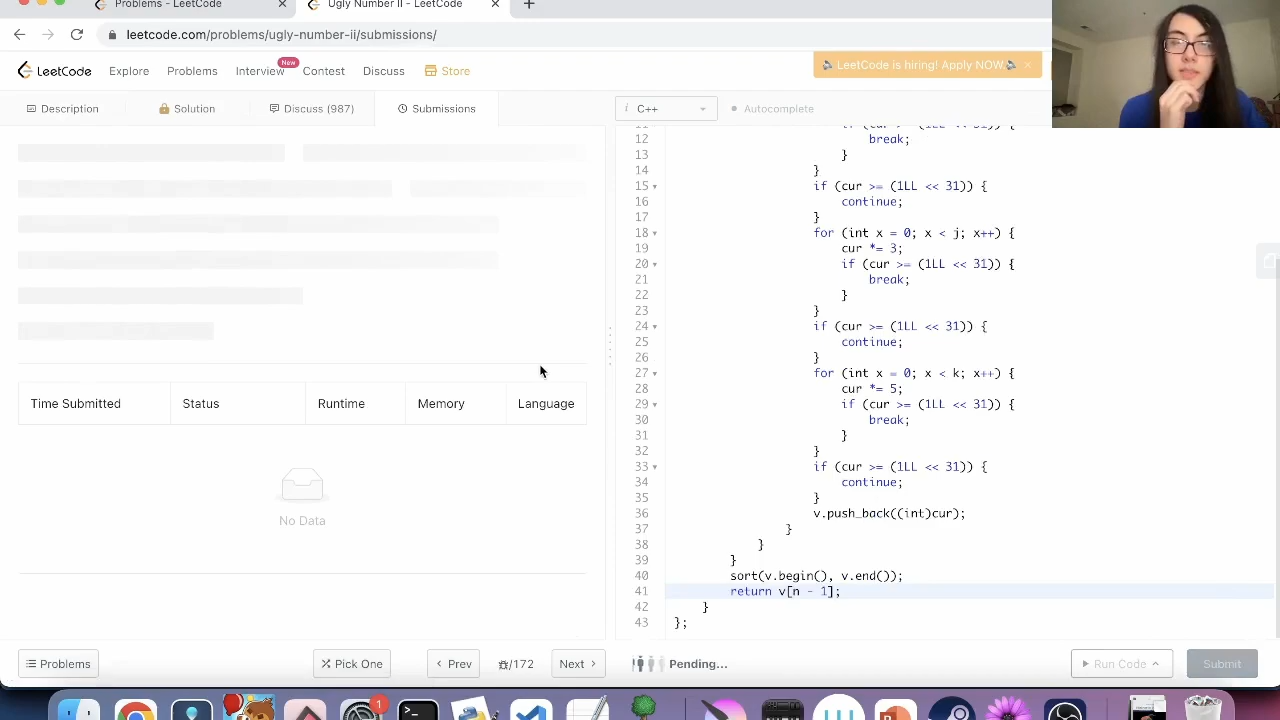 Problems - LeetCode
Ugly Number II - LeetCode
leetcode.com/problems/ugly-number-ii/submissions/
LeetCode
Explore
Problems
Interview
New
Contest
Discuss
Store
LeetCode is hiring! Apply NOW.
Description
Solution
Discuss (987)
Submissions
i C++
Autocomplete
12 break;
13 }
14 }
15 if (cur >= (1LL << 31)) {
16 continue;
17 }
18 for (int x = 0; x < j; x++) {
19 cur *= 3;
20 if (cur >= (1LL << 31)) {
21 break;
22 }
23 }
24 if (cur >= (1LL << 31)) {
25 continue;
26 }
27 for (int x = 0; x < k; x++) {
28 cur *= 5;
29 if (cur >= (1LL << 31)) {
30 break;
31 }
32 }
33 if (cur >= (1LL << 31)) {
34 continue;
35 }
36 v.push_back((int)cur);
37 }
38 }
39 }
40 sort(v.begin(), v.end());
41 return v[n - 1];
42 }
43 };
Time Submitted
Status
Runtime
Memory
Language
No Data
Problems
Pick One
Prev
/172
Next
Pending...
Run Code
Submit
1